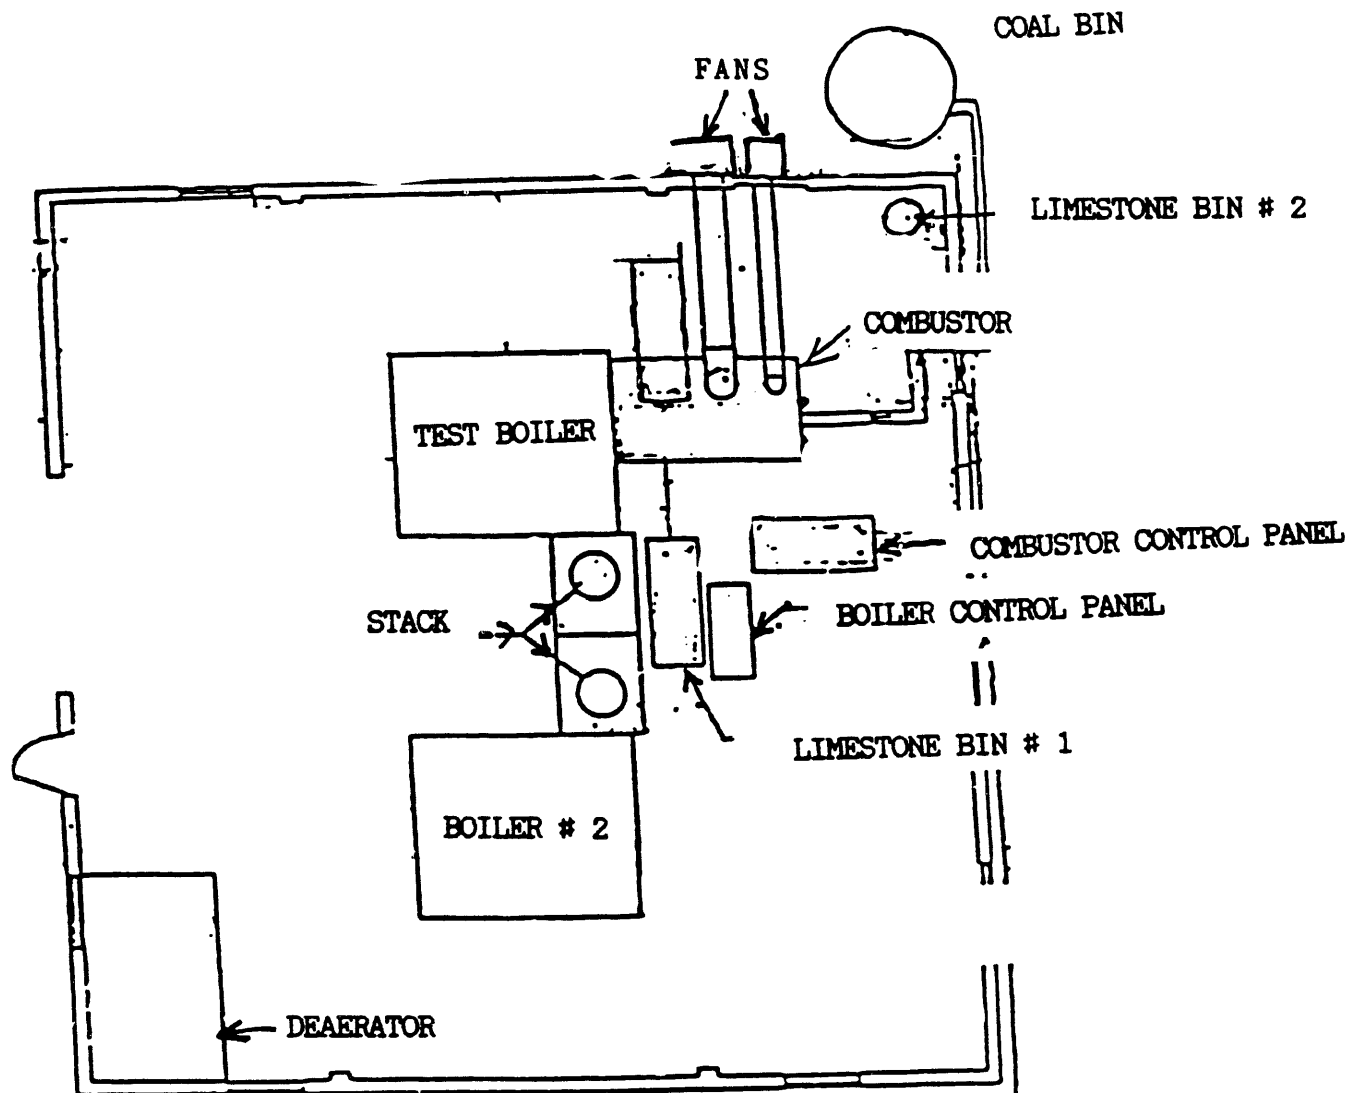 COAL BIN
FANS
LIMESTONE BIN # 2
COMBUSTOR
TEST BOILER
COMBUSTOR CONTROL PANEL
BOILER CONTROL PANEL
STACK
LIMESTONE BIN # 1
BOILER # 2
DEAERATOR